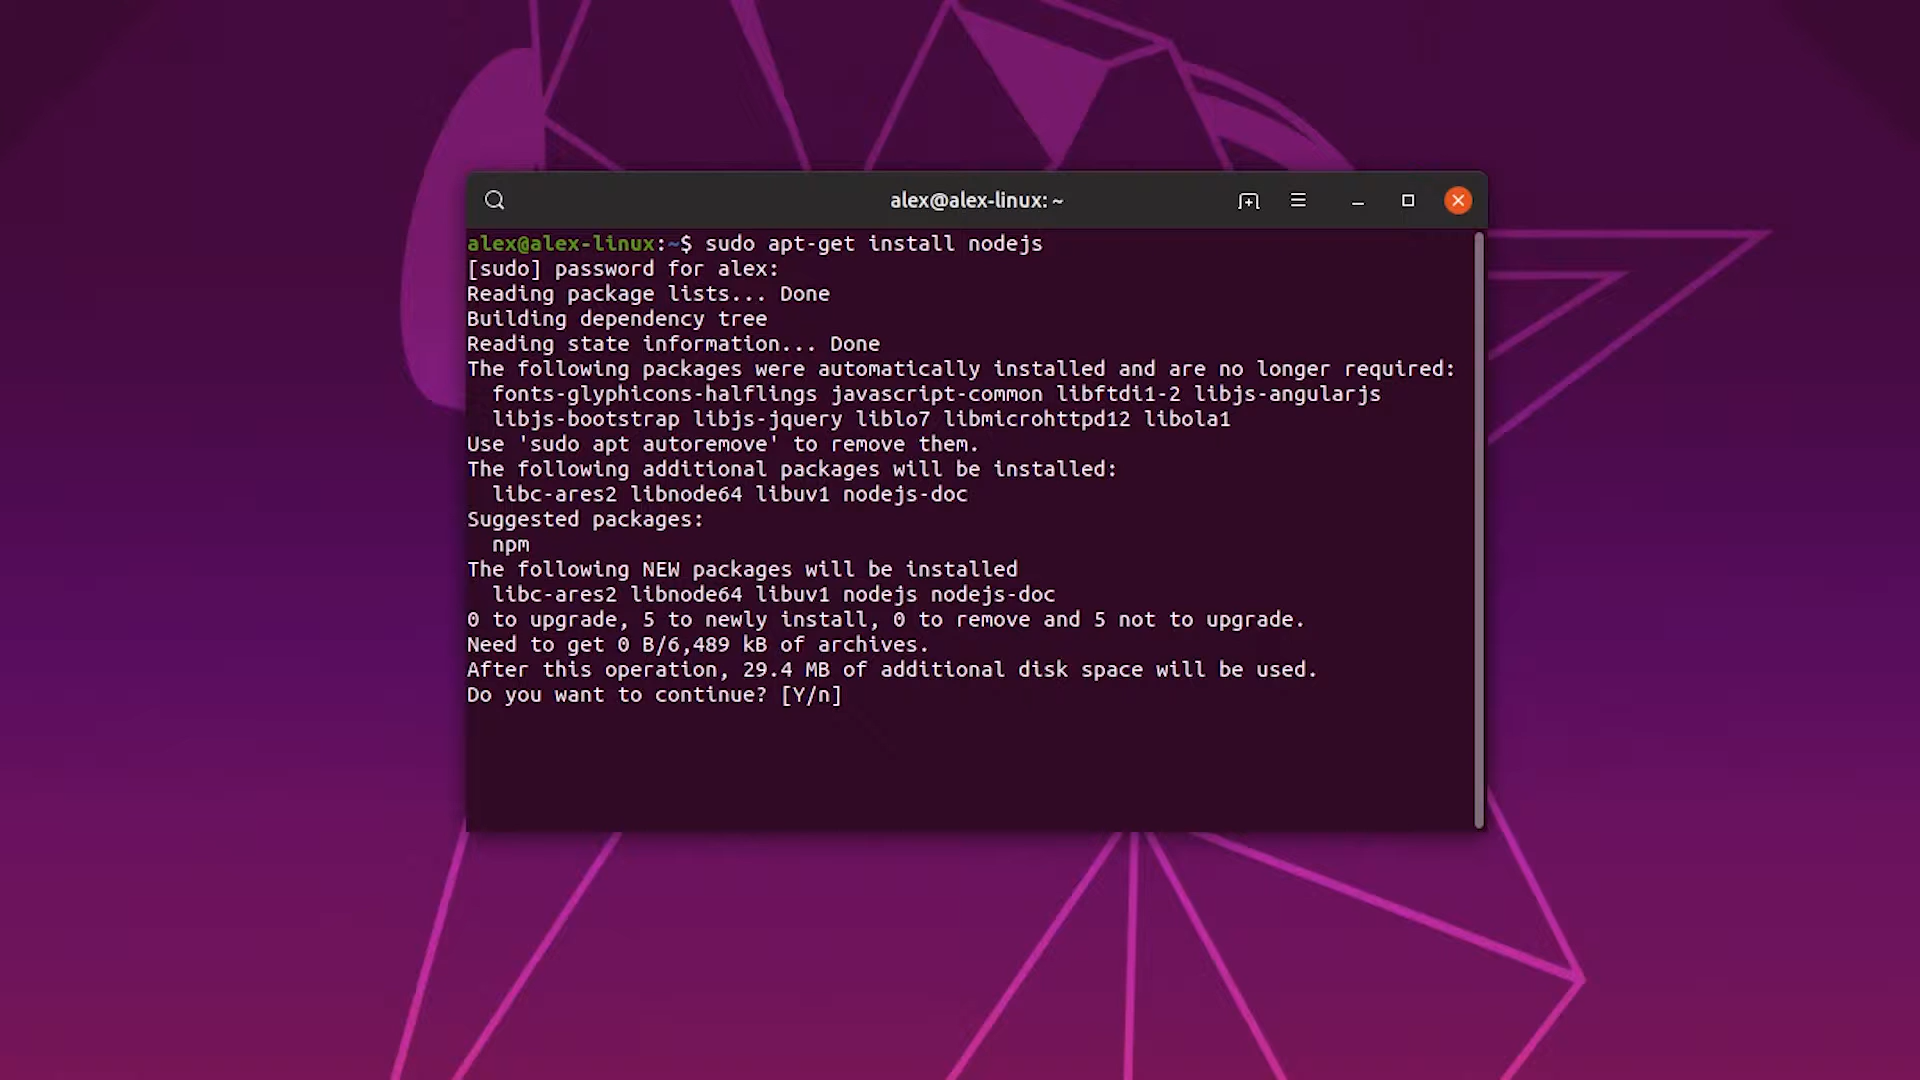 alex@alex-linux: ~
alex@alex-linux:~$ sudo apt-get install nodejs
[sudo] password for alex:
Reading package lists... Done
Building dependency tree
Reading state information... Done
The following packages were automatically installed and are no longer required:
  fonts-glyphicons-halflings javascript-common libftdi1-2 libjs-angularjs
  libjs-bootstrap libjs-jquery liblo7 libmicrohttpd12 libola1
Use 'sudo apt autoremove' to remove them.
The following additional packages will be installed:
  libc-ares2 libnode64 libuv1 nodejs-doc
Suggested packages:
  npm
The following NEW packages will be installed
  libc-ares2 libnode64 libuv1 nodejs nodejs-doc
0 to upgrade, 5 to newly install, 0 to remove and 5 not to upgrade.
Need to get 0 B/6,489 kB of archives.
After this operation, 29.4 MB of additional disk space will be used.
Do you want to continue? [Y/n]